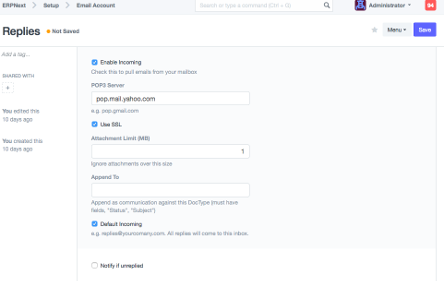 ERPNext > Setup > Email Account
Search or type a command (Ctrl + G)
Administrator
94
Replies
Not Saved
Menu
Save
Add a tag...
SHARED WITH
+
You edited this
10 days ago
You created this
10 days ago
Enable Incoming
Check this to pull emails from your mailbox
POP3 Server
pop.mail.yahoo.com
e.g. pop.gmail.com
Use SSL
Attachment Limit (MB)
1
Ignore attachments over this size
Append To
Append as communication against this DocType (must have
fields, "Status", "Subject")
Default Incoming
e.g. replies@yourcomany.com. All replies will come to this inbox.
Notify if unreplied